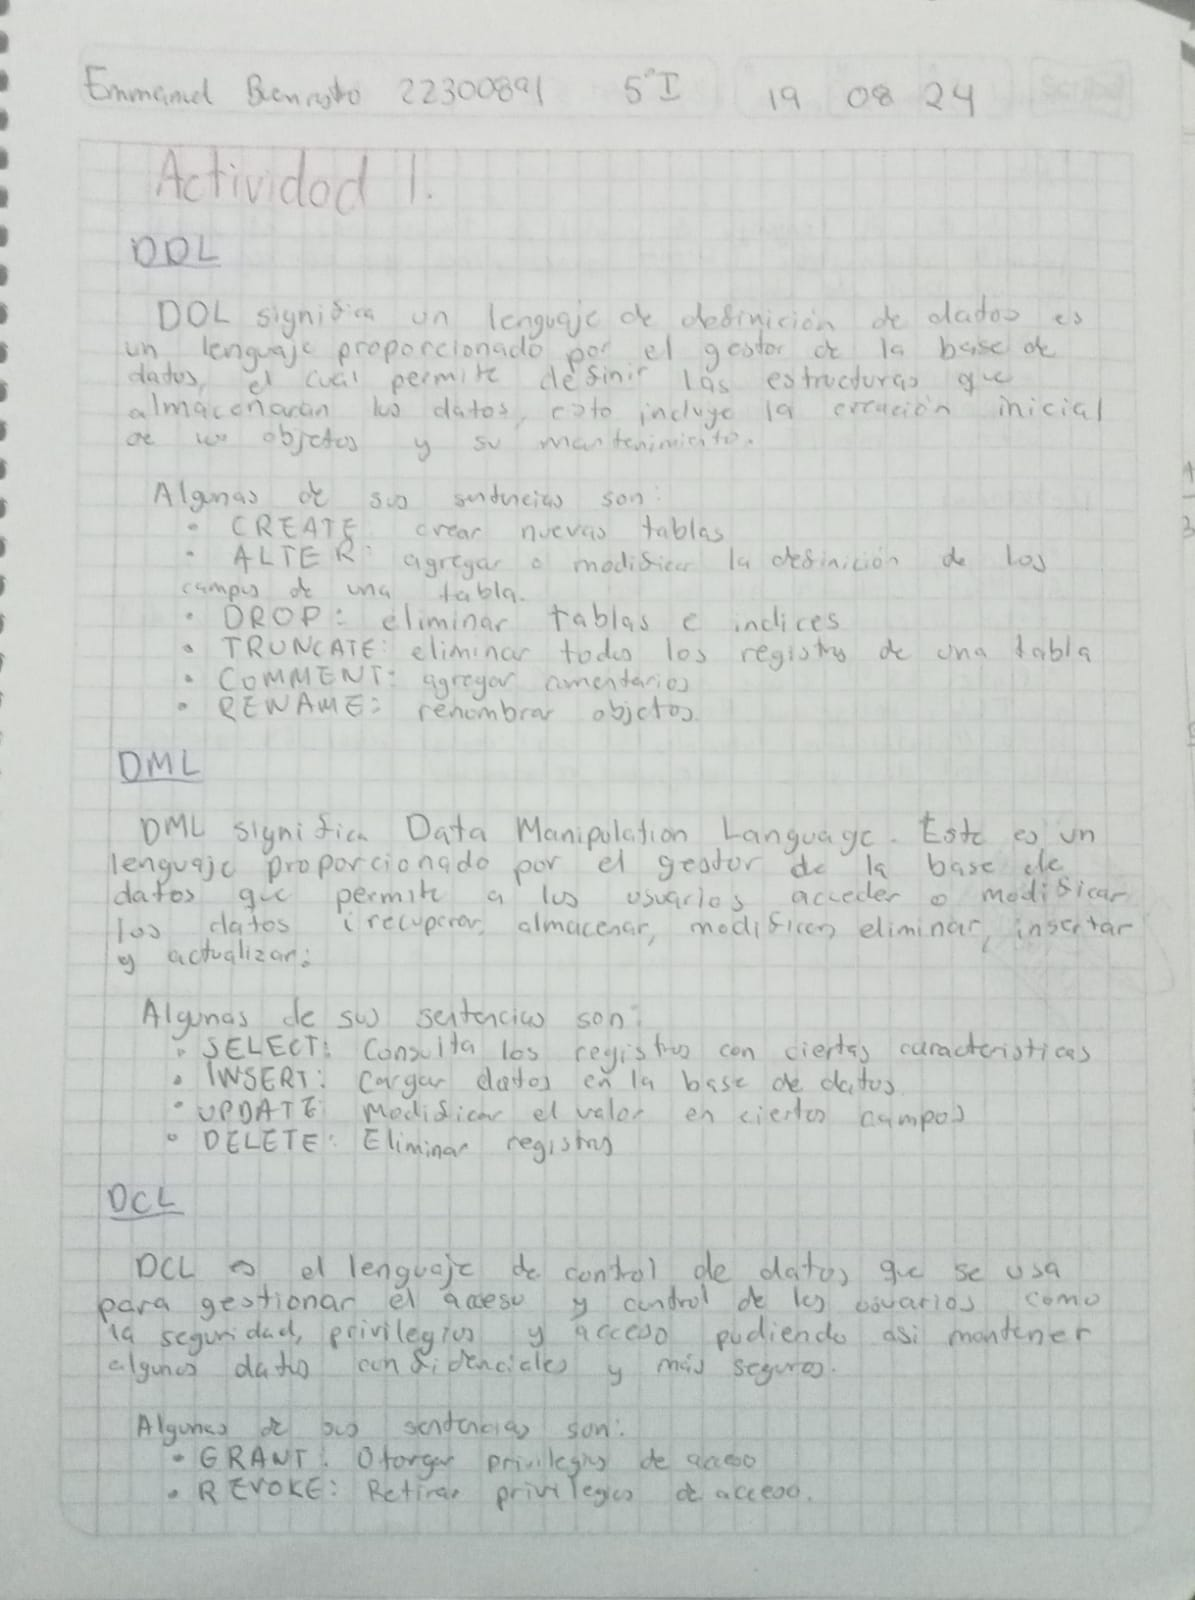 Emmanuel Benrostro 22300891 5°I 19 08 24
Actividad 1.
DDL
DDL significa un lenguaje de definición de datos es
un lenguaje proporcionado por el gestor de la base de
datos, el cual permite definir las estructuras que
almacenarán los datos, esto incluye la creación inicial
de los objetos y su mantenimiento.
Algunas de sus sentencias son:
• CREATE: crear nuevas tablas
• ALTER: agregar o modificar la definición de los
campos de una tabla.
• DROP: eliminar tablas e indices
• TRUNCATE: eliminar todos los registros de una tabla
• COMMENT: agregar comentarios
• RENAME: renombrar objetos.
DML
DML significa Data Manipulation Language. Este es un
lenguaje proporcionado por el gestor de la base de
datos que permite a los usuarios acceder o modificar
los datos (recuperar, almacenar, modificar, eliminar, insertar
y actualizar.
Algunas de sus sentencias son:
• SELECT: Consulta los registros con ciertas caracteristicas
• INSERT: Cargar datos en la base de datos.
• UPDATE: Modificar el valor en ciertos campos
• DELETE: Eliminar registros
DCL
DCL es el lenguaje de control de datos, que se usa
para gestionar el acceso y control de los usuarios, como
la seguridad, privilegios y acceso pudiendo asi mantener
algunos datos confidenciales y más seguros.
Algunas de sus sentencias son:
• GRANT: Otorgar privilegios de acceso
• REVOKE: Retirar privilegios de acceso.